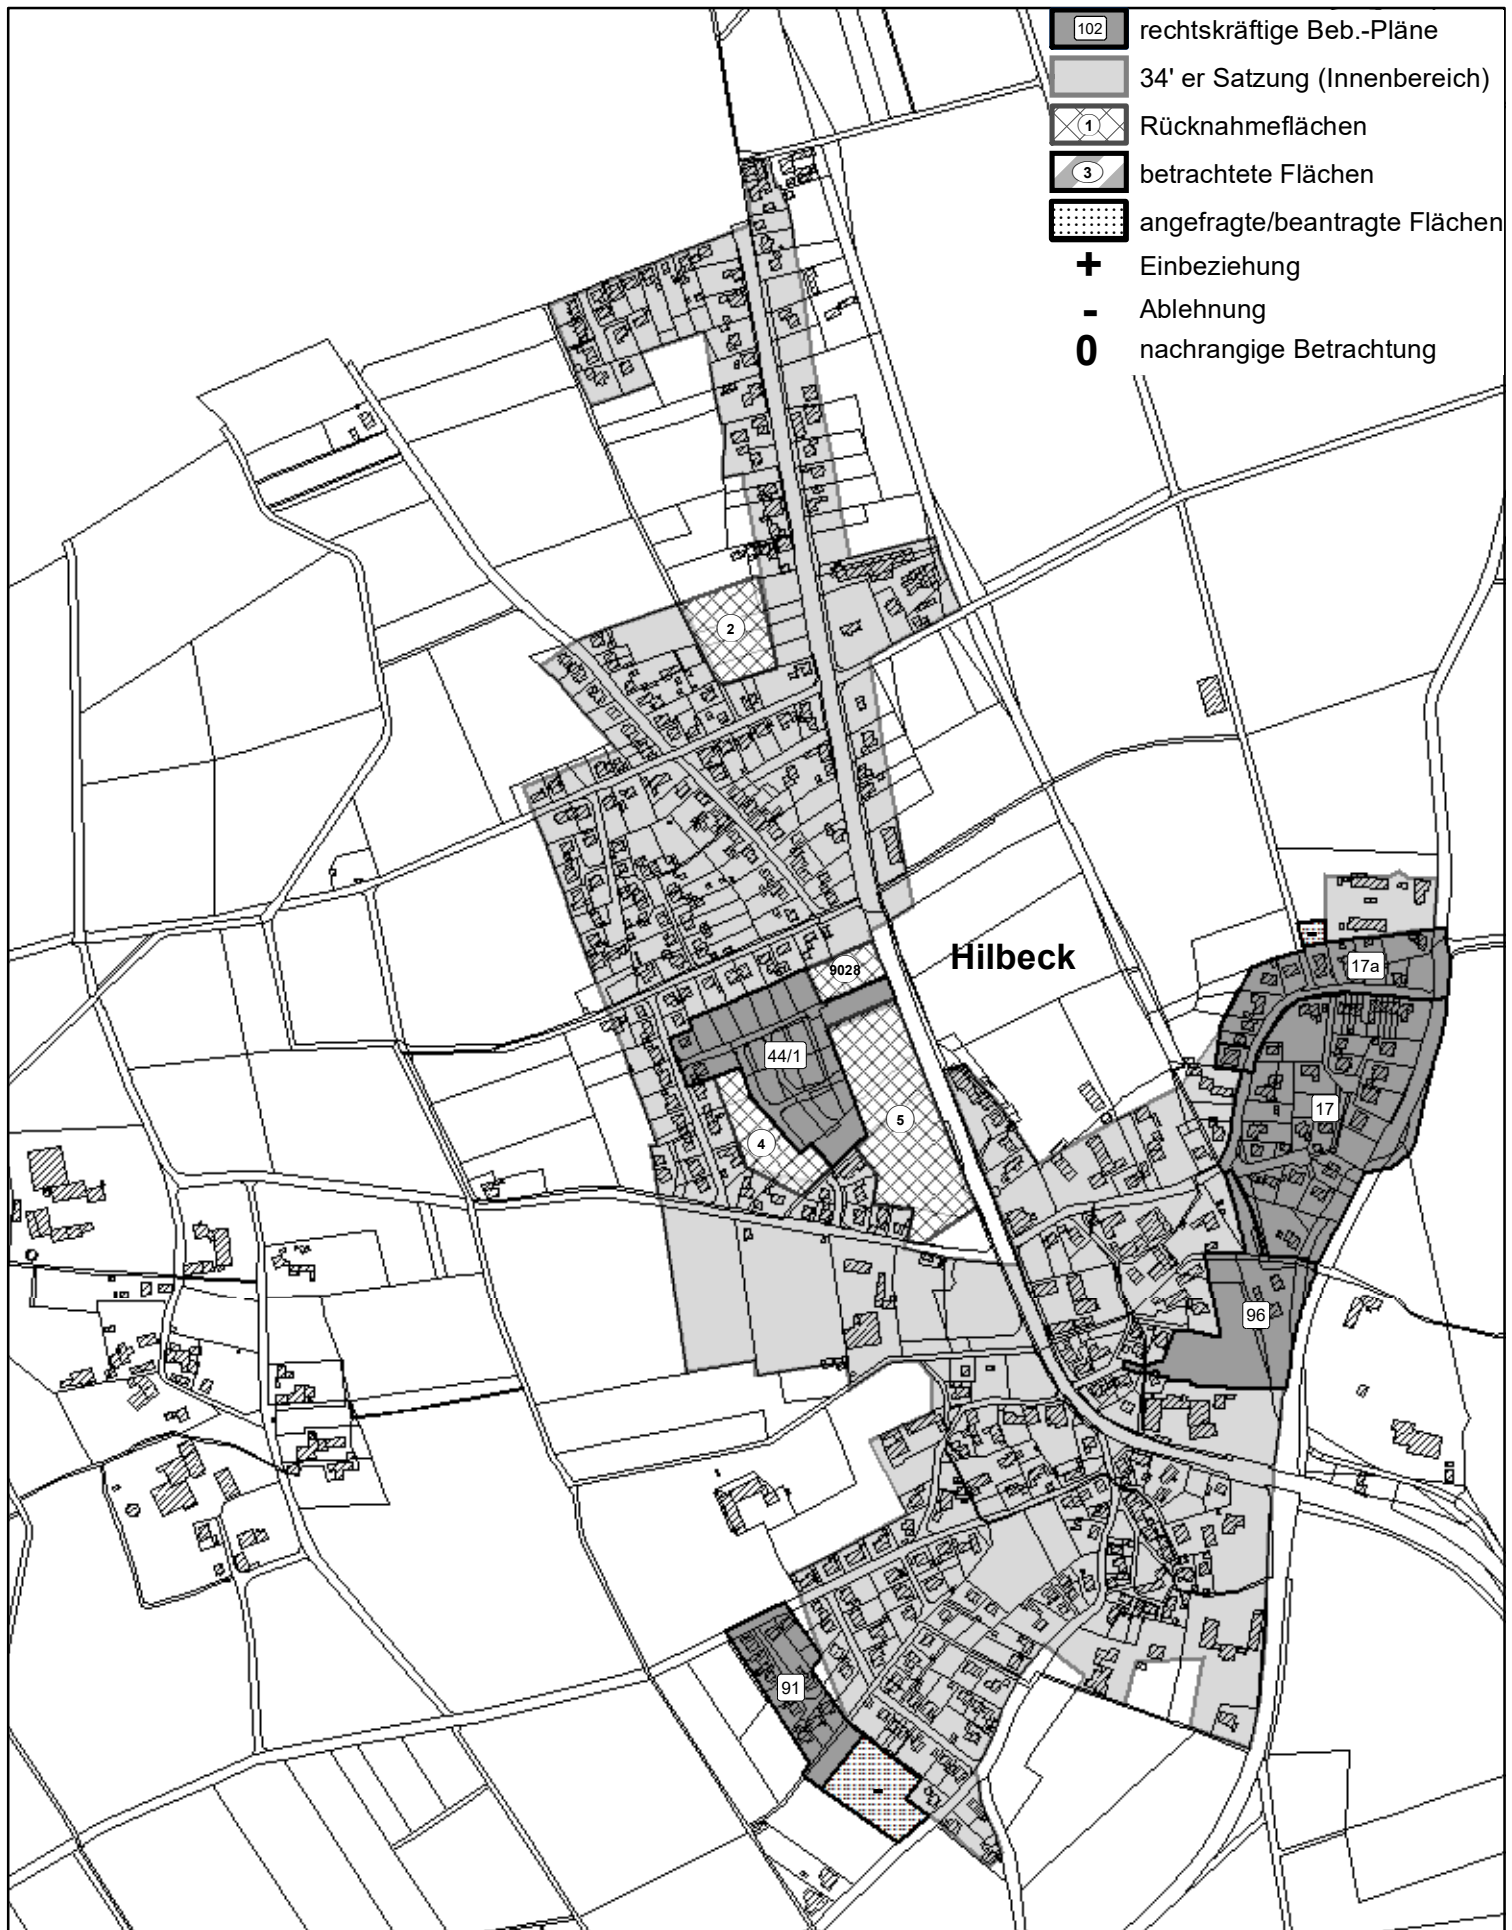 102 rechtskräftige Beb.-Pläne
34' er Satzung (Innenbereich)
1 Rücknahmeflächen
3 betrachtete Flächen
angefragte/beantragte Flächen
+ Einbeziehung
- Ablehnung
0 nachrangige Betrachtung
2
Hilbeck
9028
17a
44/1
17
5
4
96
91
-